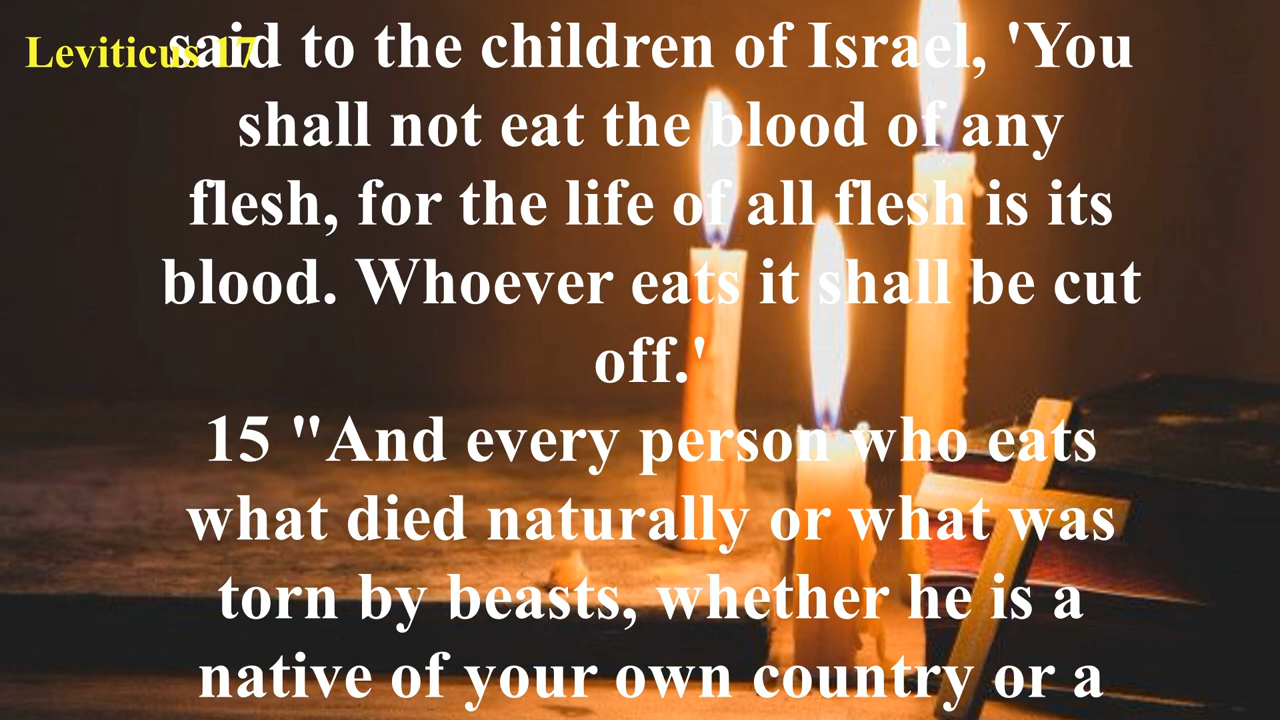 Leviticus 17
said to the children of Israel, 'You
shall not eat the blood of any
flesh, for the life of all flesh is its
blood. Whoever eats it shall be cut
off.'
15 "And every person who eats
what died naturally or what was
torn by beasts, whether he is a
native of your own country or a